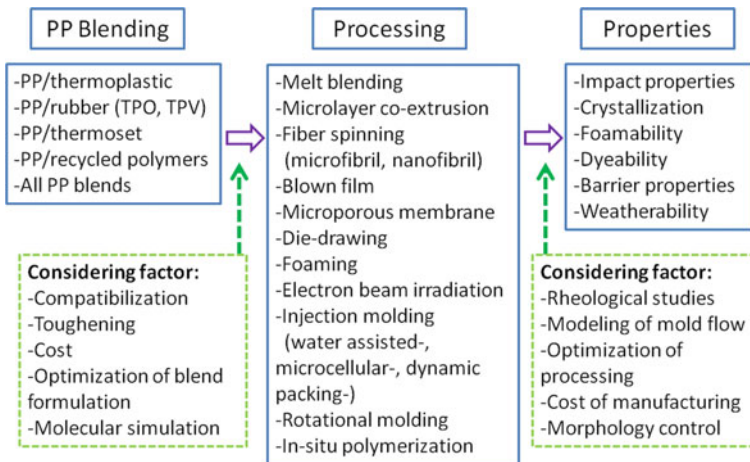 PP Blending
-PP/thermoplastic
-PP/rubber (TPO, TPV)
-PP/thermoset
-PP/recycled polymers
-All PP blends
Considering factor:
-Compatibilization
-Toughening
-Cost
-Optimization of blend
formulation
-Molecular simulation
Processing
-Melt blending
-Microlayer co-extrusion
-Fiber spinning
(microfibril, nanofibril)
-Blown film
-Microporous membrane
-Die-drawing
-Foaming
-Electron beam irradiation
-Injection molding
(water assisted-,
microcellular-, dynamic
packing-)
-Rotational molding
-In-situ polymerization
Properties
-Impact properties
-Crystallization
-Foamability
-Dyeability
-Barrier properties
-Weatherability
Considering factor:
-Rheological studies
-Modeling of mold flow
-Optimization of
processing
-Cost of manufacturing
-Morphology control